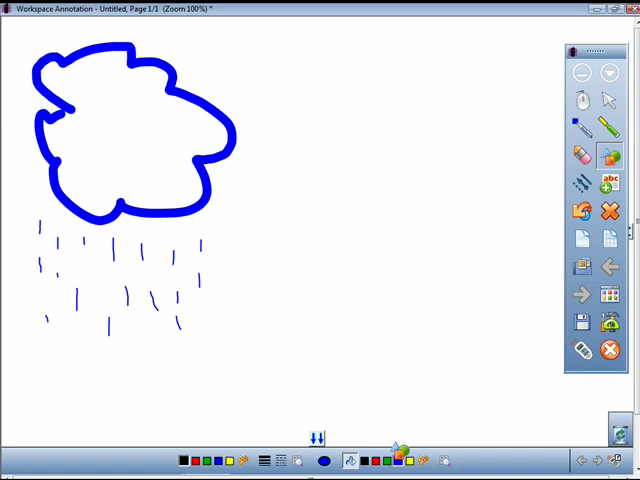 Workspace Annotation - Untitled, Page 1/1 (Zoom 100%) *
abc